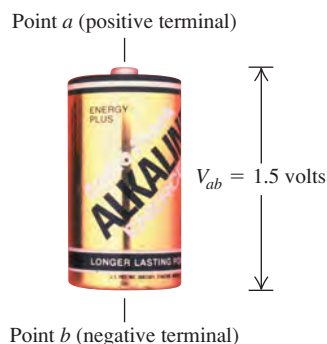 Point a (positive terminal)
ENERGY
PLUS
ALKALIN
V_ab = 1.5 volts
LONGER LASTING PO
Point b (negative terminal)